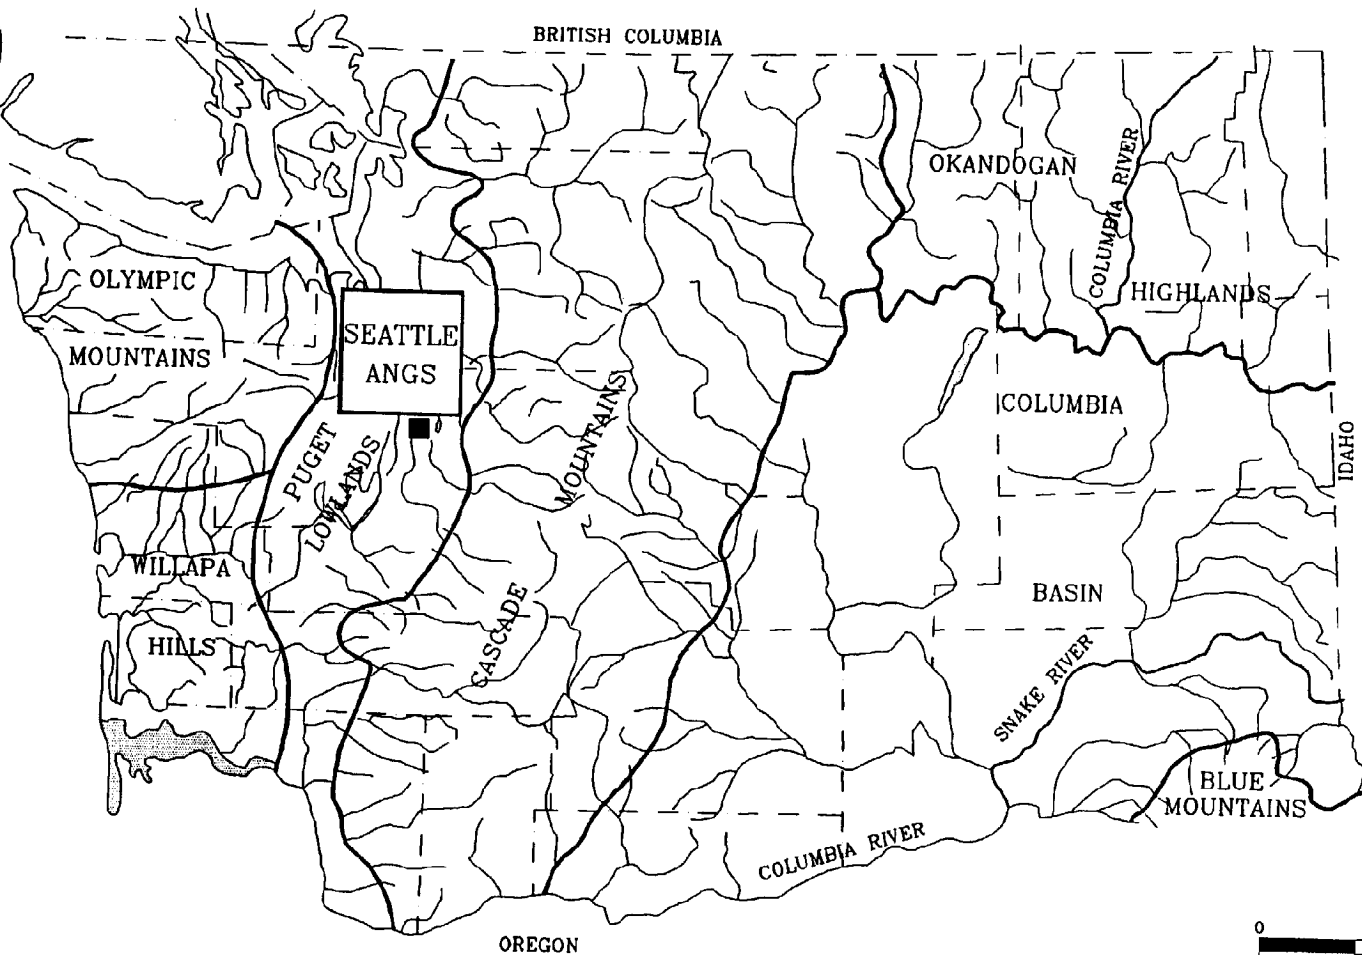 BRITISH COLUMBIA
OKANDOGAN
COLUMBIA RIVER
OLYMPIC
HIGHLANDS
SEATTLE
ANGS
MOUNTAINS
MOUNTAINS
COLUMBIA
IDAHO
PUGET
LOWLANDS
WILLAPA
BASIN
CASCADE
HILLS
SNAKE RIVER
BLUE
MOUNTAINS
COLUMBIA RIVER
OREGON
0